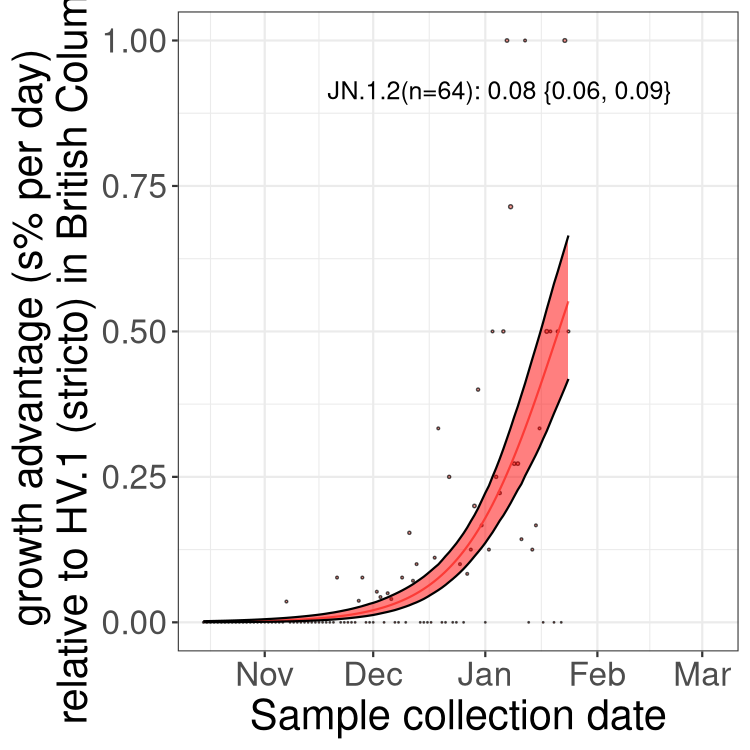 growth advantage (s% per day)
relative to HV.1 (stricto) in British Colum
1.00
0.75
0.50
0.25
0.00
JN.1.2(n=64): 0.08 {0.06, 0.09}
Nov Dec Jan Feb Mar
Sample collection date